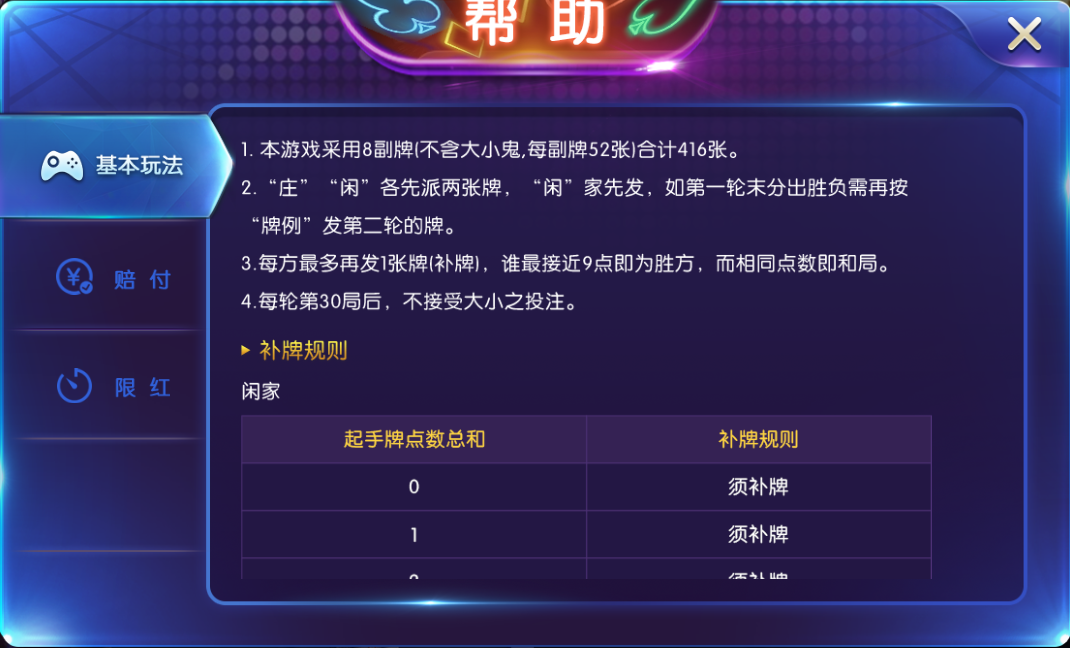 帮助
基本玩法
赔付
限红
1. 本游戏采用8副牌(不含大小鬼,每副牌52张)合计416张。
2.“庄”“闲”各先派两张牌，“闲”家先发，如第一轮末分出胜负需再按
“牌例”发第二轮的牌。
3.每方最多再发1张牌(补牌)，谁最接近9点即为胜方，而相同点数即和局。
4.每轮第30局后，不接受大小之投注。
补牌规则
闲家
起手牌点数总和 补牌规则
0 须补牌
1 须补牌